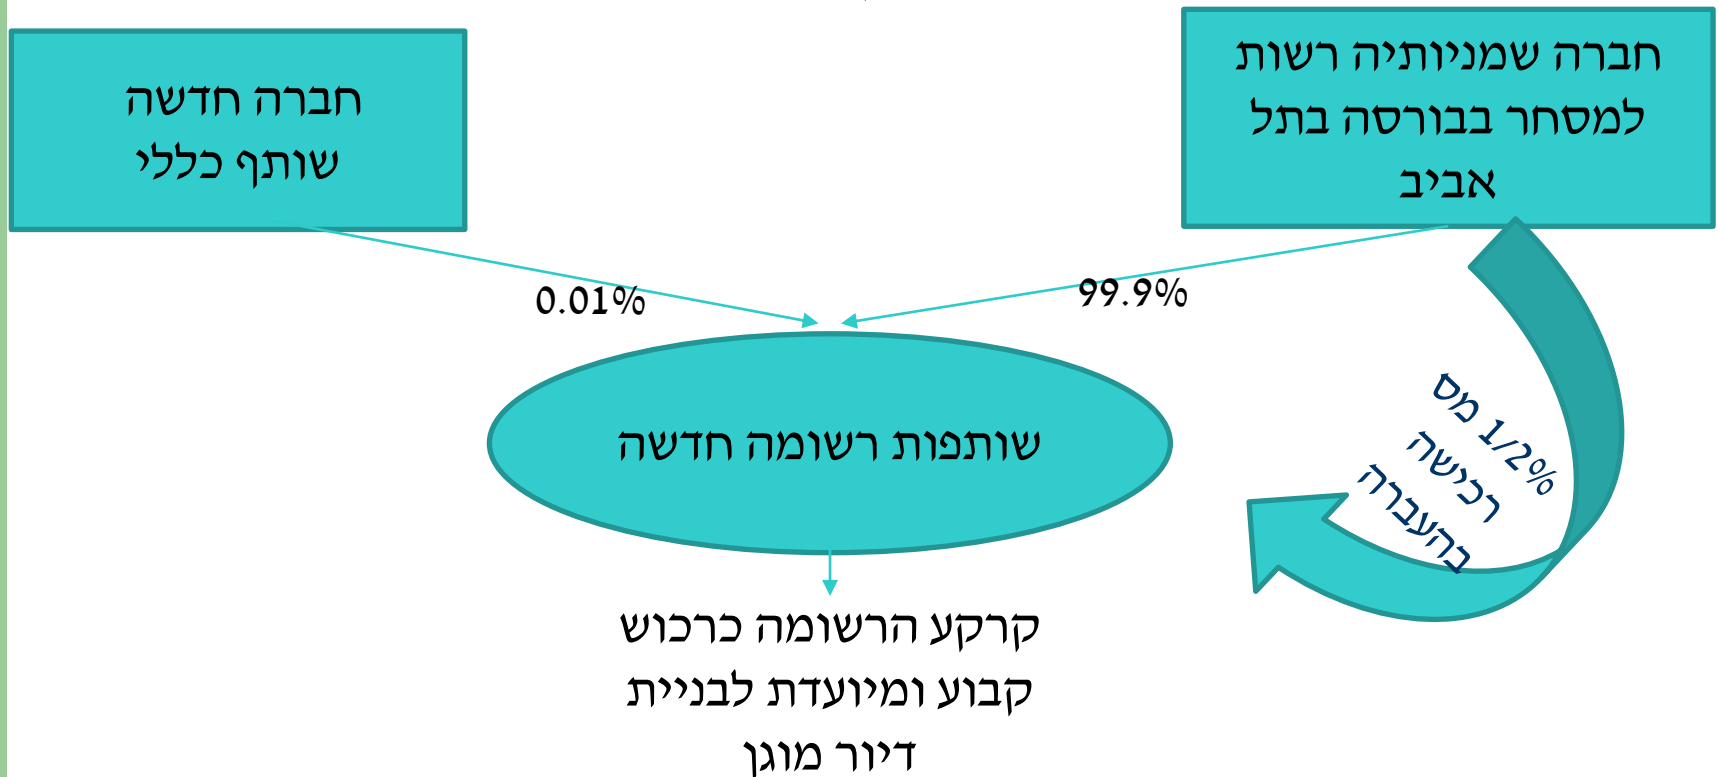 חברה שמניותיה רשות
למסחר בבורסה בתל
אביב
חברה חדשה
שותף כללי
99.9%
0.01%
שותפות רשומה חדשה
1/2% מס
רכישה
בהעברה
קרקע הרשומה כרכוש
קבוע ומיועדת לבניית
דיור מוגן